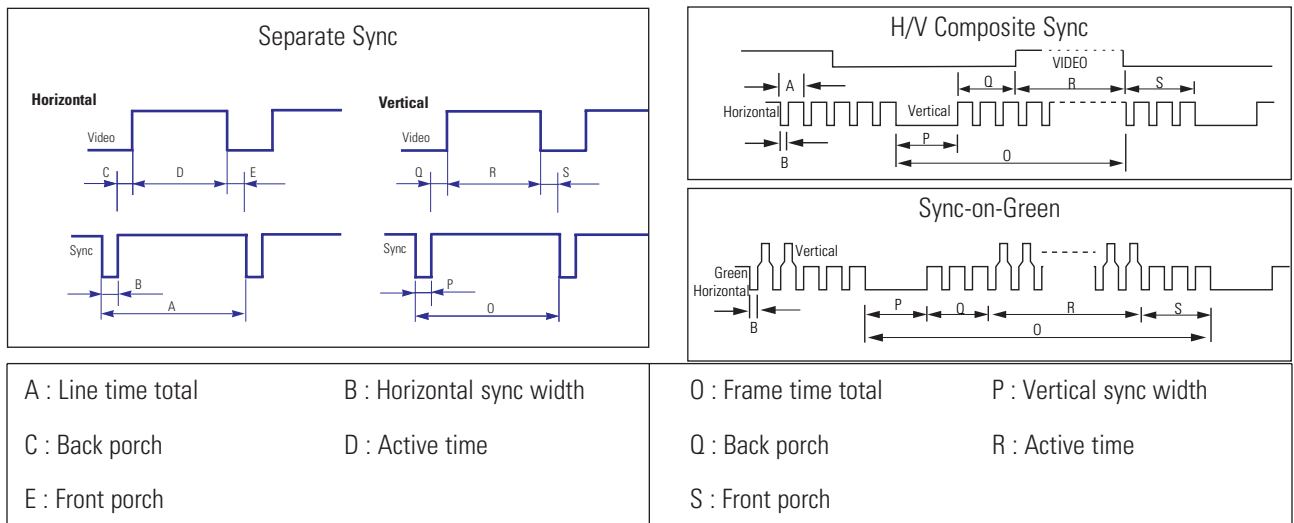 Separate Sync
Horizontal
Video
C D E
Sync
B
A
Vertical
Video
Q R S
Sync
P
O
H/V Composite Sync
VIDEO
A Q R S
Horizontal Vertical
P
B O
Sync-on-Green
Vertical
Green
Horizontal
B P Q R S
O
A : Line time total B : Horizontal sync width
C : Back porch D : Active time
E : Front porch
O : Frame time total P : Vertical sync width
Q : Back porch R : Active time
S : Front porch